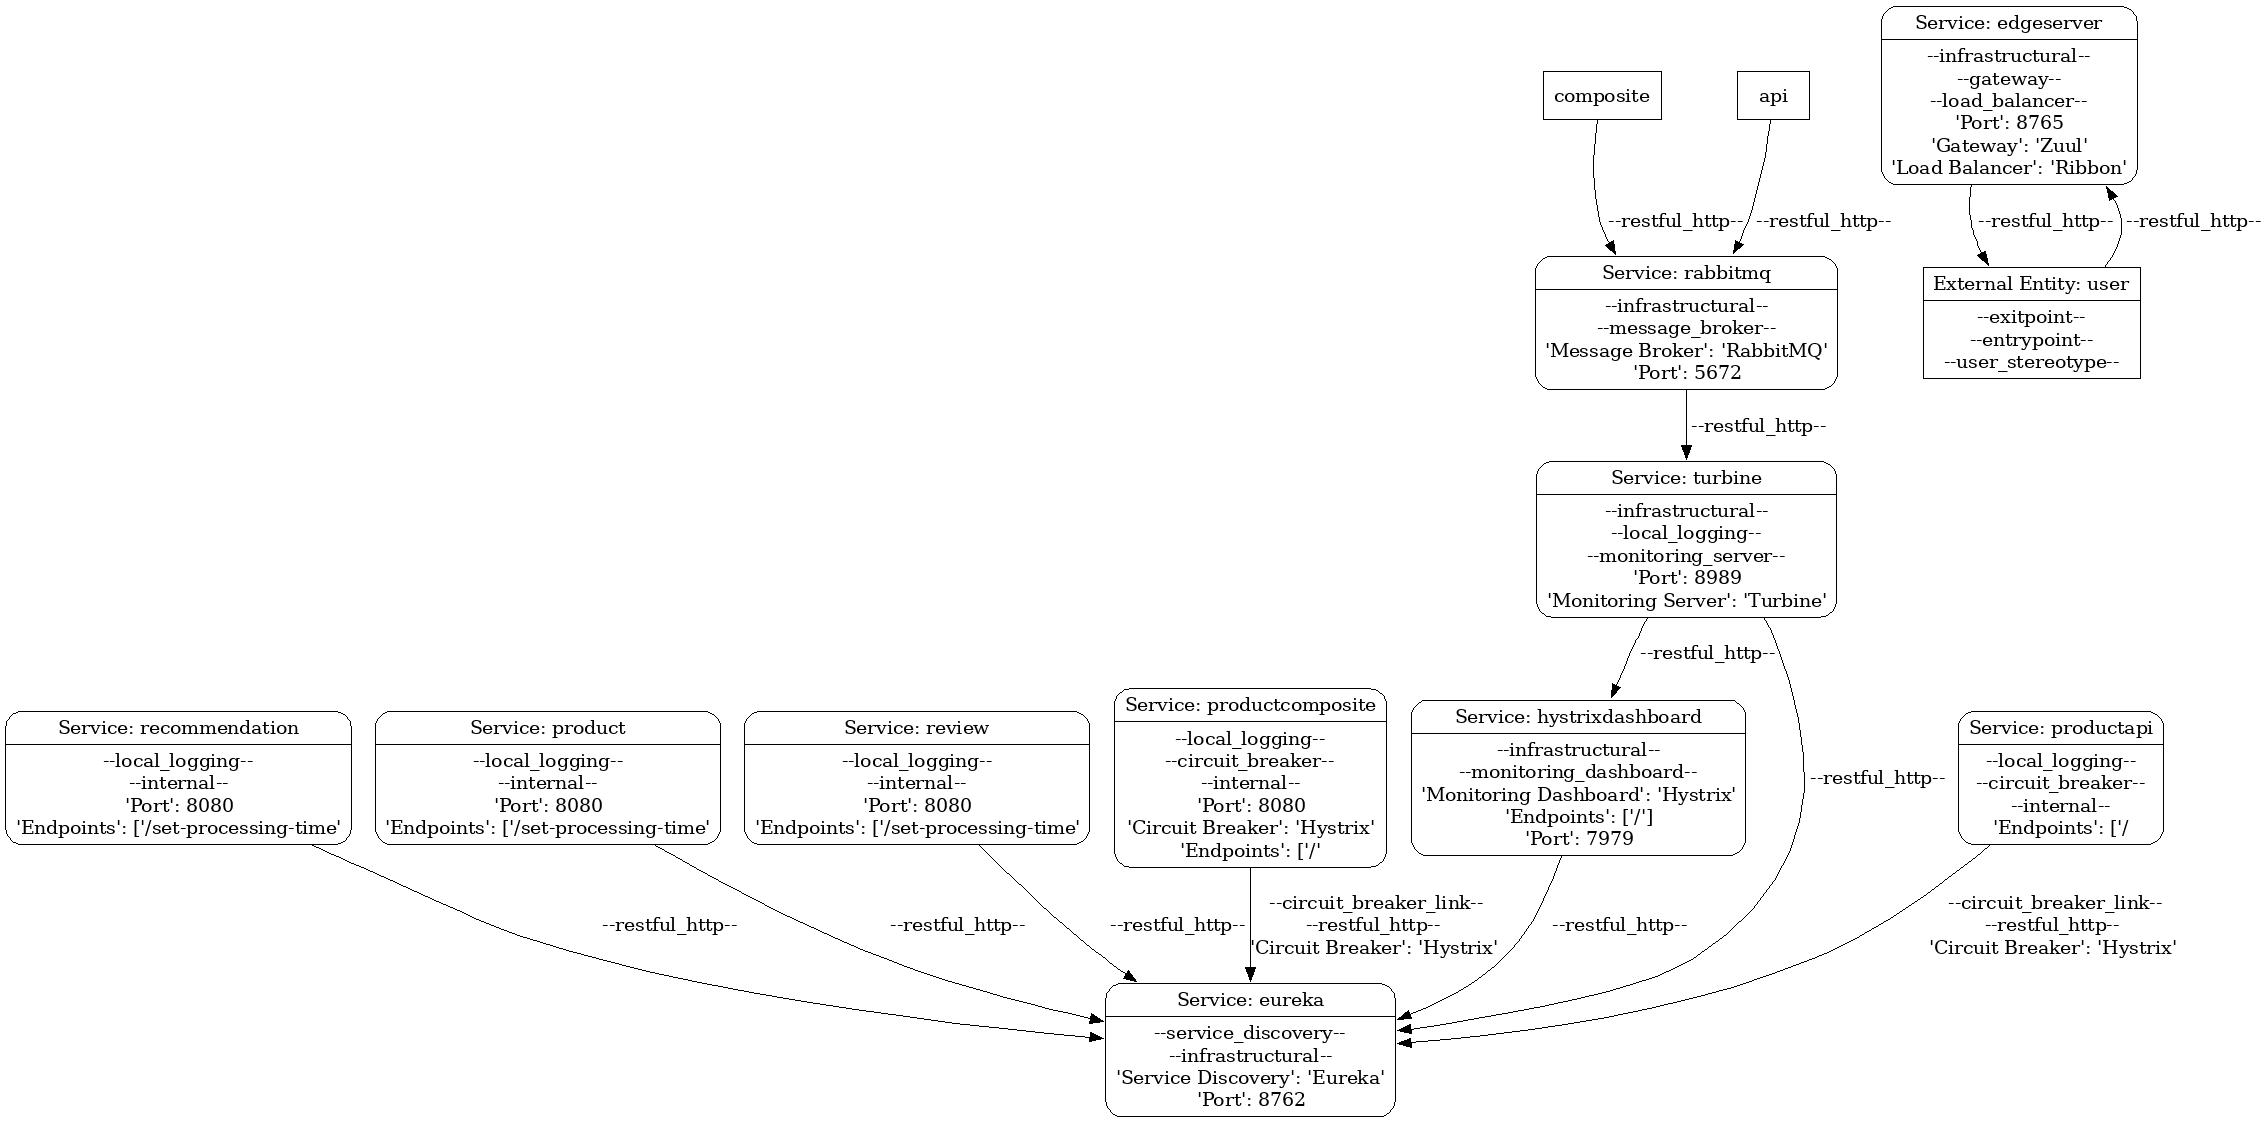 Service: edgeserver
--infrastructural--
--gateway--
--load_balancer--
'Port': 8765
'Gateway': 'Zuul'
'Load Balancer': 'Ribbon'
composite
api
--restful_http--
--restful_http--
--restful_http--
--restful_http--
Service: rabbitmq
--infrastructural--
--message_broker--
'Message Broker': 'RabbitMQ'
'Port': 5672
External Entity: user
--exitpoint--
--entrypoint--
--user_stereotype--
--restful_http--
Service: turbine
--infrastructural--
--local_logging--
--monitoring_server--
'Port': 8989
'Monitoring Server': 'Turbine'
--restful_http--
Service: recommendation
--local_logging--
--internal--
'Port': 8080
'Endpoints': ['/set-processing-time'
Service: product
--local_logging--
--internal--
'Port': 8080
'Endpoints': ['/set-processing-time'
Service: review
--local_logging--
--internal--
'Port': 8080
'Endpoints': ['/set-processing-time'
Service: productcomposite
--local_logging--
--circuit_breaker--
--internal--
'Port': 8080
'Circuit Breaker': 'Hystrix'
'Endpoints': ['/'
Service: hystrixdashboard
--infrastructural--
--monitoring_dashboard--
'Monitoring Dashboard': 'Hystrix'
'Endpoints': ['/']
'Port': 7979
--restful_http--
Service: productapi
--local_logging--
--circuit_breaker--
--internal--
'Endpoints': ['/
--restful_http--
--restful_http--
--restful_http--
--circuit_breaker_link--
--restful_http--
'Circuit Breaker': 'Hystrix'
--restful_http--
--circuit_breaker_link--
--restful_http--
'Circuit Breaker': 'Hystrix'
Service: eureka
--service_discovery--
--infrastructural--
'Service Discovery': 'Eureka'
'Port': 8762